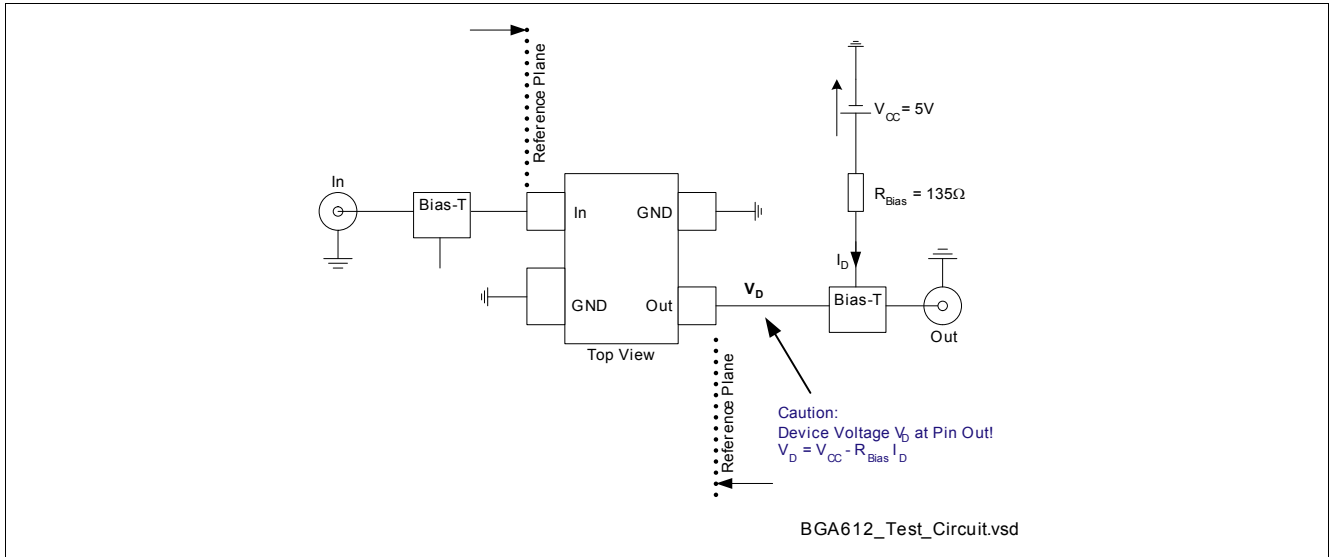 Reference Plane
V_CC = 5V
In
Bias-T
In
GND
R_Bias = 135Ω
I_D
GND
Out
V_D
Bias-T
Out
Top View
Reference Plane
Caution:
Device Voltage V_D at Pin Out!
V_D = V_CC - R_Bias I_D
BGA612_Test_Circuit.vsd